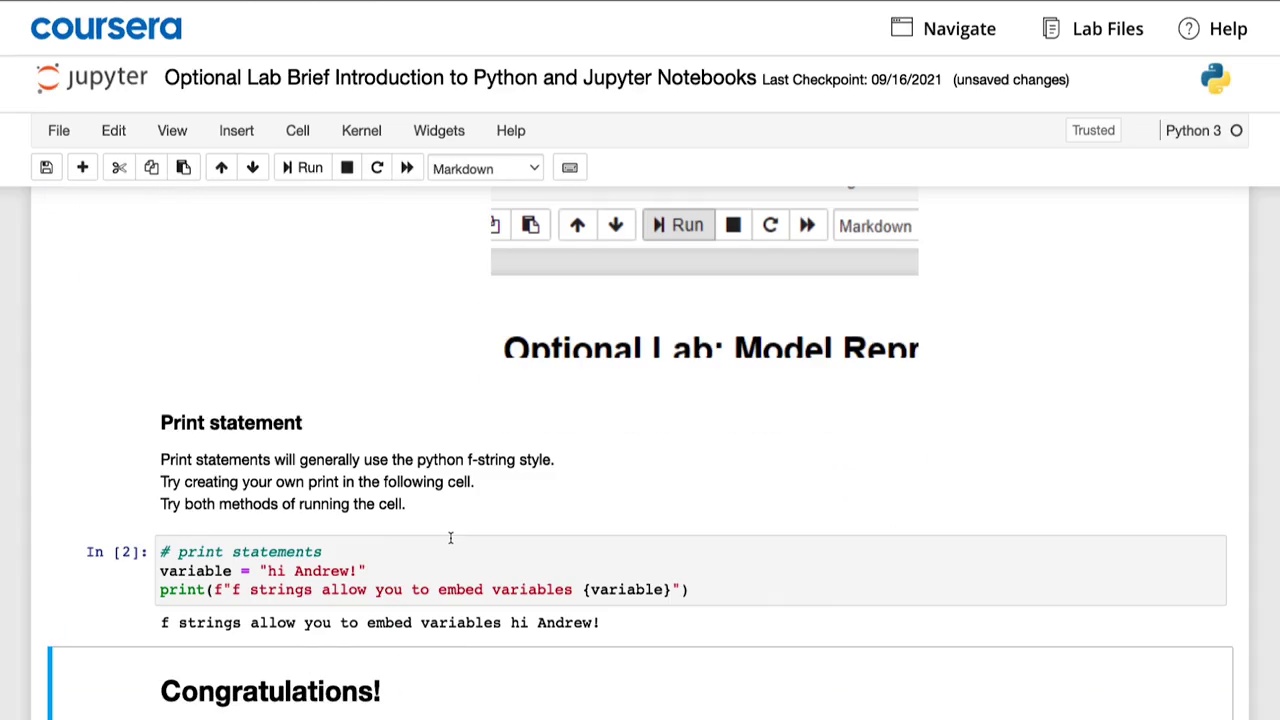 coursera
Navigate
Lab Files
Help
jupyter Optional Lab Brief Introduction to Python and Jupyter Notebooks Last Checkpoint: 09/16/2021 (unsaved changes)
File Edit View Insert Cell Kernel Widgets Help
Trusted
Python 3
Run
Markdown
Run
Markdown
Optional Lab: Model Repr
Print statement
Print statements will generally use the python f-string style.
Try creating your own print in the following cell.
Try both methods of running the cell.
In [2]: # print statements
variable = "hi Andrew!"
print(f"f strings allow you to embed variables {variable}")
f strings allow you to embed variables hi Andrew!
Congratulations!